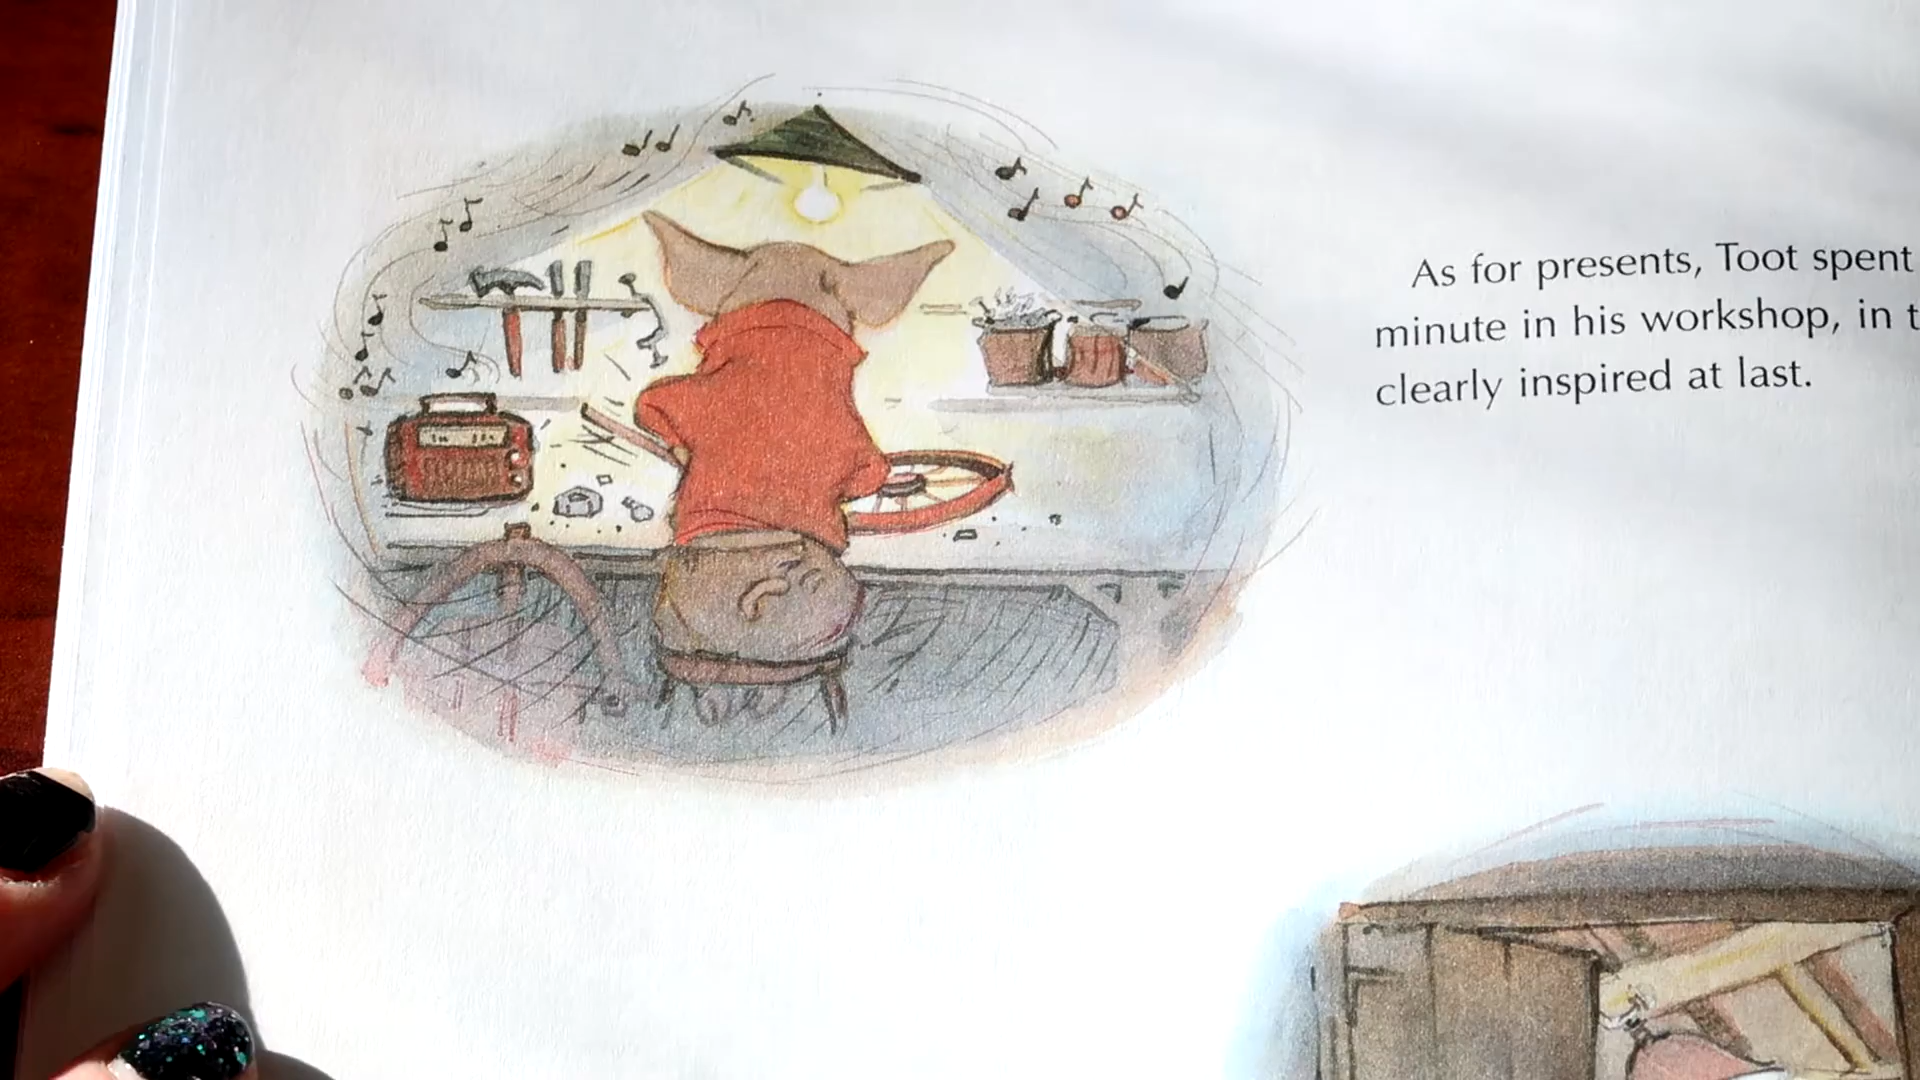 As for presents, Toot spent
minute in his workshop, in
clearly inspired at last.